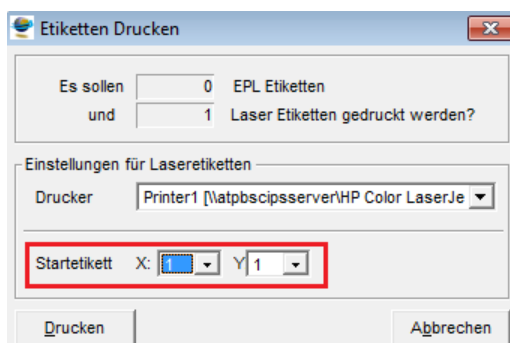 Etiketten Drucken
Es sollen 0 EPL Etiketten
und 1 Laser Etiketten gedruckt werden?
Einstellungen für Laseretiketten
Drucker Printer1 [\\atpbscipsserver\HP Color LaserJe
Startetikett X: 1 Y 1
Drucken Abbrechen